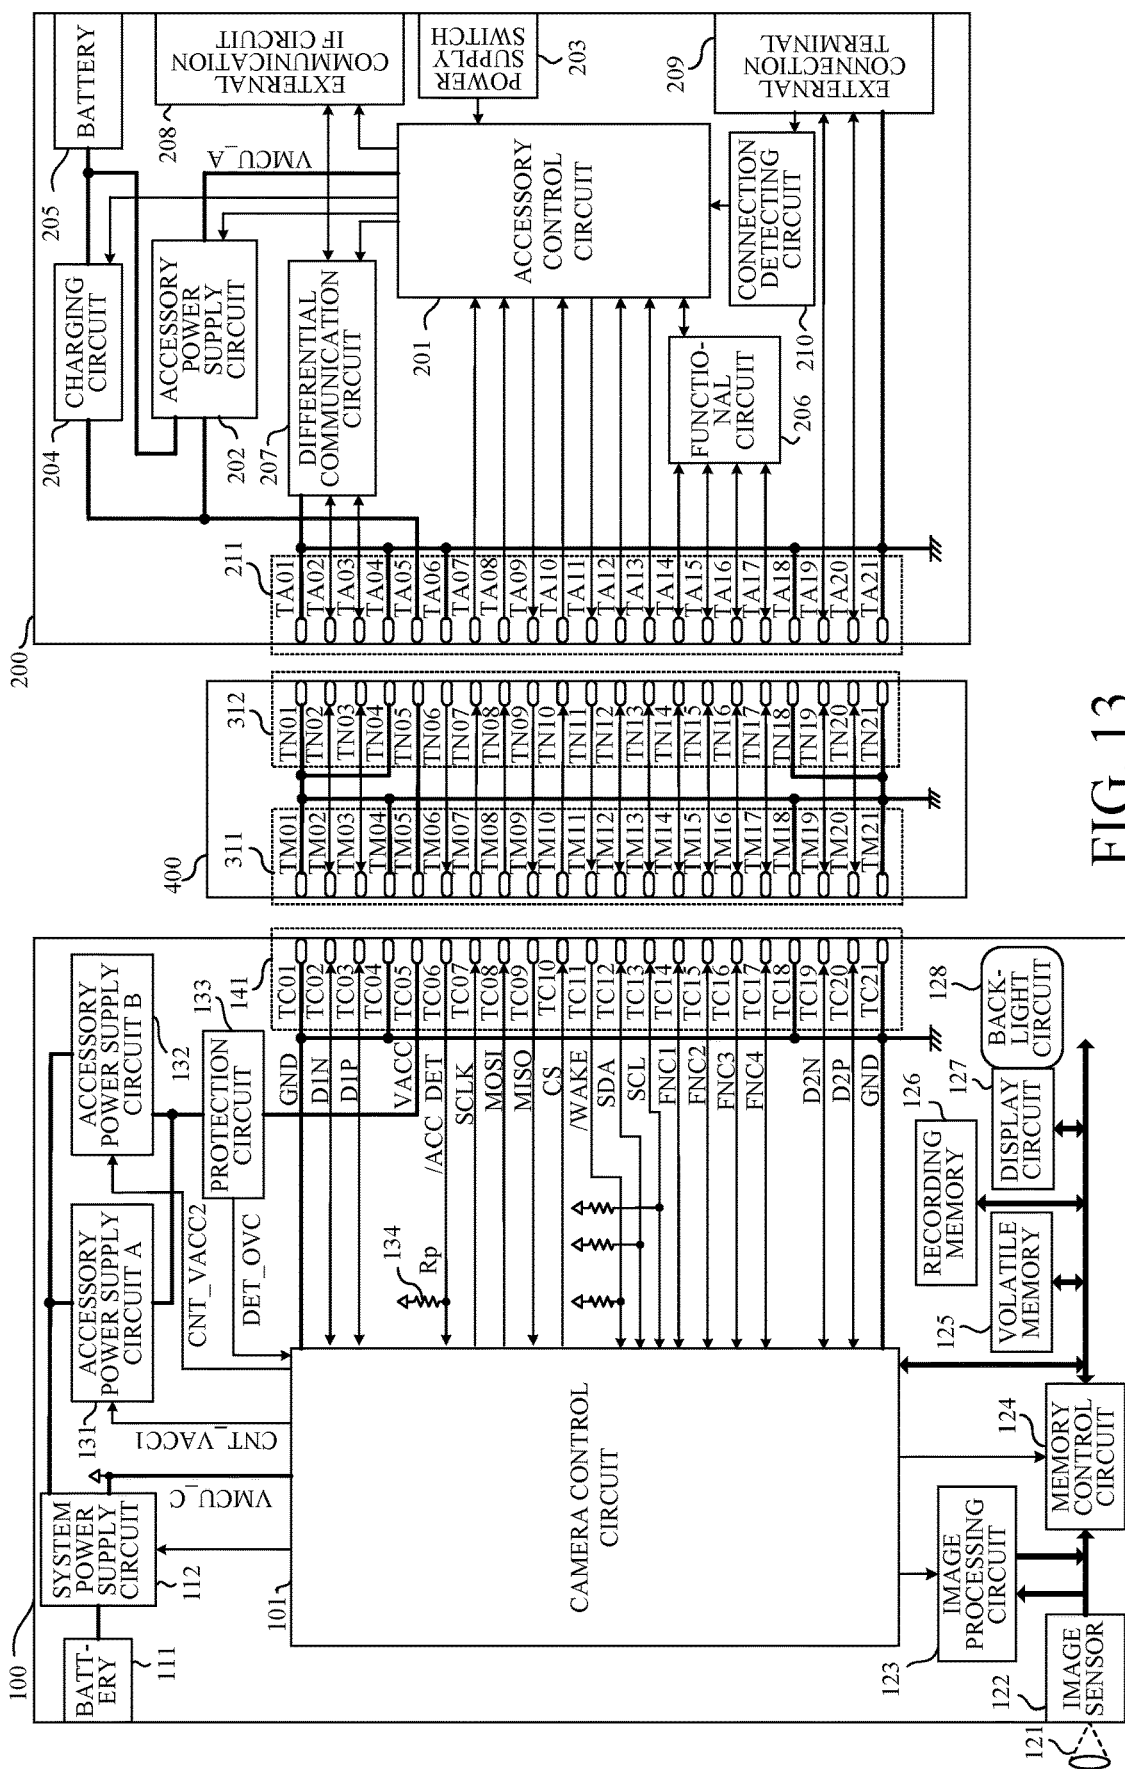 100
BATT-
ERY
111
SYSTEM
POWER
SUPPLY
CIRCUIT
112
VMCU_C
131
ACCESSORY
POWER SUPPLY
CIRCUIT A
CNT_VACC1
ACCESSORY
POWER SUPPLY
CIRCUIT B
132
CNT_VACC2
PROTECTION
CIRCUIT
133
DET_OVC
101
CAMERA CONTROL
CIRCUIT
134
Rp
GND
D1N
D1P
VACC
/ACC_DET
SCLK
MOSI
MISO
CS
/WAKE
SDA
SCL
FNC1
FNC2
FNC3
FNC4
D2N
D2P
GND
141
TC01
TC02
TC03
TC04
TC05
TC06
TC07
TC08
TC09
TC10
TC11
TC12
TC13
TC14
TC15
TC16
TC17
TC18
TC19
TC20
TC21
121
122
IMAGE
SENSOR
123
IMAGE
PROCESSING
CIRCUIT
124
MEMORY
CONTROL
CIRCUIT
125
VOLATILE
MEMORY
RECORDING
MEMORY
126
DISPLAY
CIRCUIT
127
BACK-
LIGHT
CIRCUIT
128
400
311
TM01
TM02
TM03
TM04
TM05
TM06
TM07
TM08
TM09
TM10
TM11
TM12
TM13
TM14
TM15
TM16
TM17
TM18
TM19
TM20
TM21
312
TN01
TN02
TN03
TN04
TN05
TN06
TN07
TN08
TN09
TN10
TN11
TN12
TN13
TN14
TN15
TN16
TN17
TN18
TN19
TN20
TN21
200
211
TA01
TA02
TA03
TA04
TA05
TA06
TA07
TA08
TA09
TA10
TA11
TA12
TA13
TA14
TA15
TA16
TA17
TA18
TA19
TA20
TA21
204
CHARGING
CIRCUIT
205
BATTERY
202
ACCESSORY
POWER
SUPPLY
CIRCUIT
VMCU_A
207
DIFFERENTIAL
COMMUNICATION
CIRCUIT
208
EXTERNAL
COMMUNICATION
IF CIRCUIT
201
ACCESSORY
CONTROL
CIRCUIT
POWER
SUPPLY
SWITCH
203
FUNCTIO-
NAL
CIRCUIT
206
210
CONNECTION
DETECTING
CIRCUIT
209
EXTERNAL
CONNECTION
TERMINAL
FIG. 13